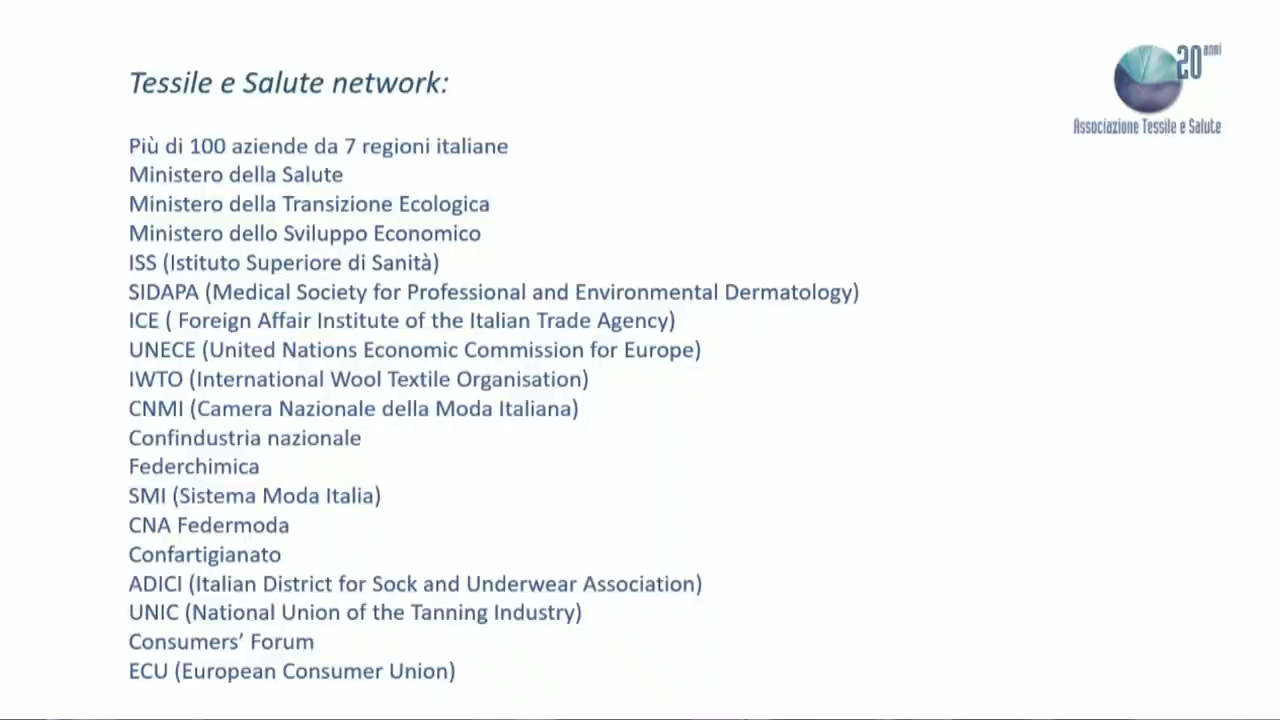 Tessile e Salute network:
20 anni
Associazione Tessile e Salute
Più di 100 aziende da 7 regioni italiane
Ministero della Salute
Ministero della Transizione Ecologica
Ministero dello Sviluppo Economico
ISS (Istituto Superiore di Sanità)
SIDAPA (Medical Society for Professional and Environmental Dermatology)
ICE ( Foreign Affair Institute of the Italian Trade Agency)
UNECE (United Nations Economic Commission for Europe)
IWTO (International Wool Textile Organisation)
CNMI (Camera Nazionale della Moda Italiana)
Confindustria nazionale
Federchimica
SMI (Sistema Moda Italia)
CNA Federmoda
Confartigianato
ADICI (Italian District for Sock and Underwear Association)
UNIC (National Union of the Tanning Industry)
Consumers’ Forum
ECU (European Consumer Union)